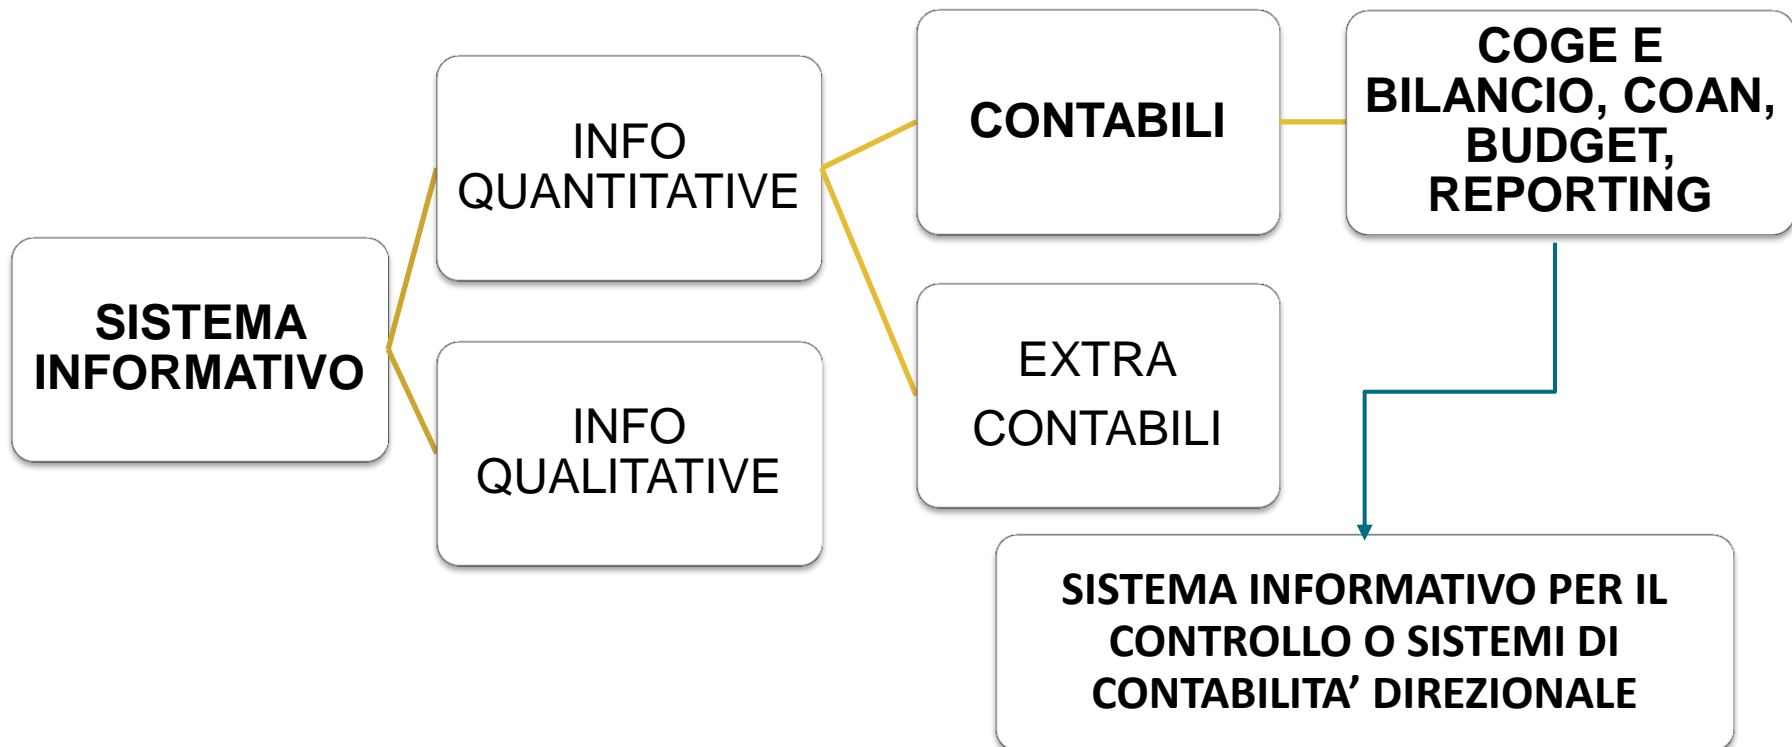 SISTEMA
INFORMATIVO
INFO
QUANTITATIVE
INFO
QUALITATIVE
CONTABILI
EXTRA
CONTABILI
COGE E
BILANCIO, COAN,
BUDGET,
REPORTING
SISTEMA INFORMATIVO PER IL
CONTROLLO O SISTEMI DI
CONTABILITA’ DIREZIONALE